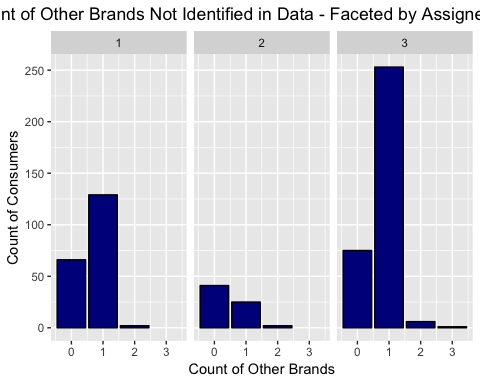 nt of Other Brands Not Identified in Data - Faceted by Assigne
1 2 3
250
200
150
100
50
0
Count of Consumers
0 1 2 3 0 1 2 3 0 1 2 3
Count of Other Brands